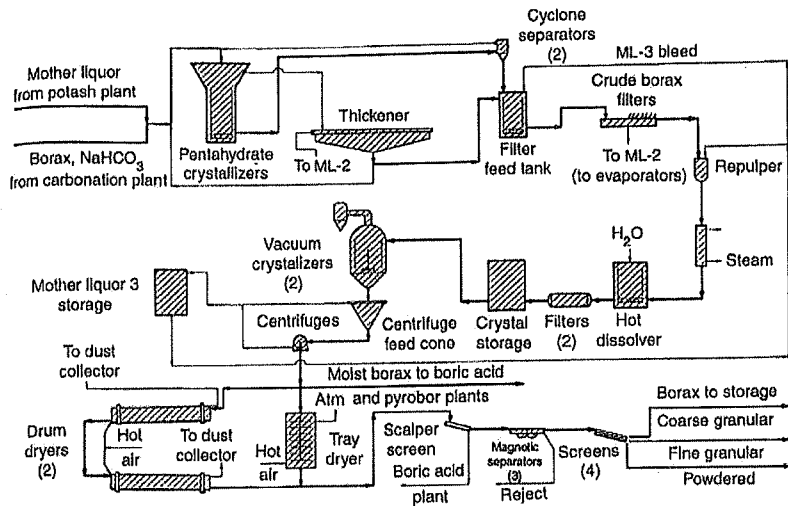 Cyclone
separators
(2)
ML-3 bleed
Mother liquor
from potash plant
Crude borax
filters
Thickener
Borax, NaHCO3
from carbonation plant
Pentahydrate
crystallizers
To ML-2
Filter
feed tank
To ML-2
(to evaporators)
Repulper
Vacuum
crystalizers
(2)
H2O
Steam
Mother liquor 3
storage
Centrifuges
Centrifuge
feed cono
Crystal
storage
Filters
(2)
Hot
dissolver
To dust
collector
Moist borax to boric acid
and pyrobor plants
Atm
Borax to storage
Coarse granular
Drum
dryers
(2)
Hot
air
To dust
collector
Hot
air
Tray
dryer
Scalper
screen
Boric acid
plant
Magnetic
separators
(3)
Reject
Screens
(4)
Fine granular
Powdered